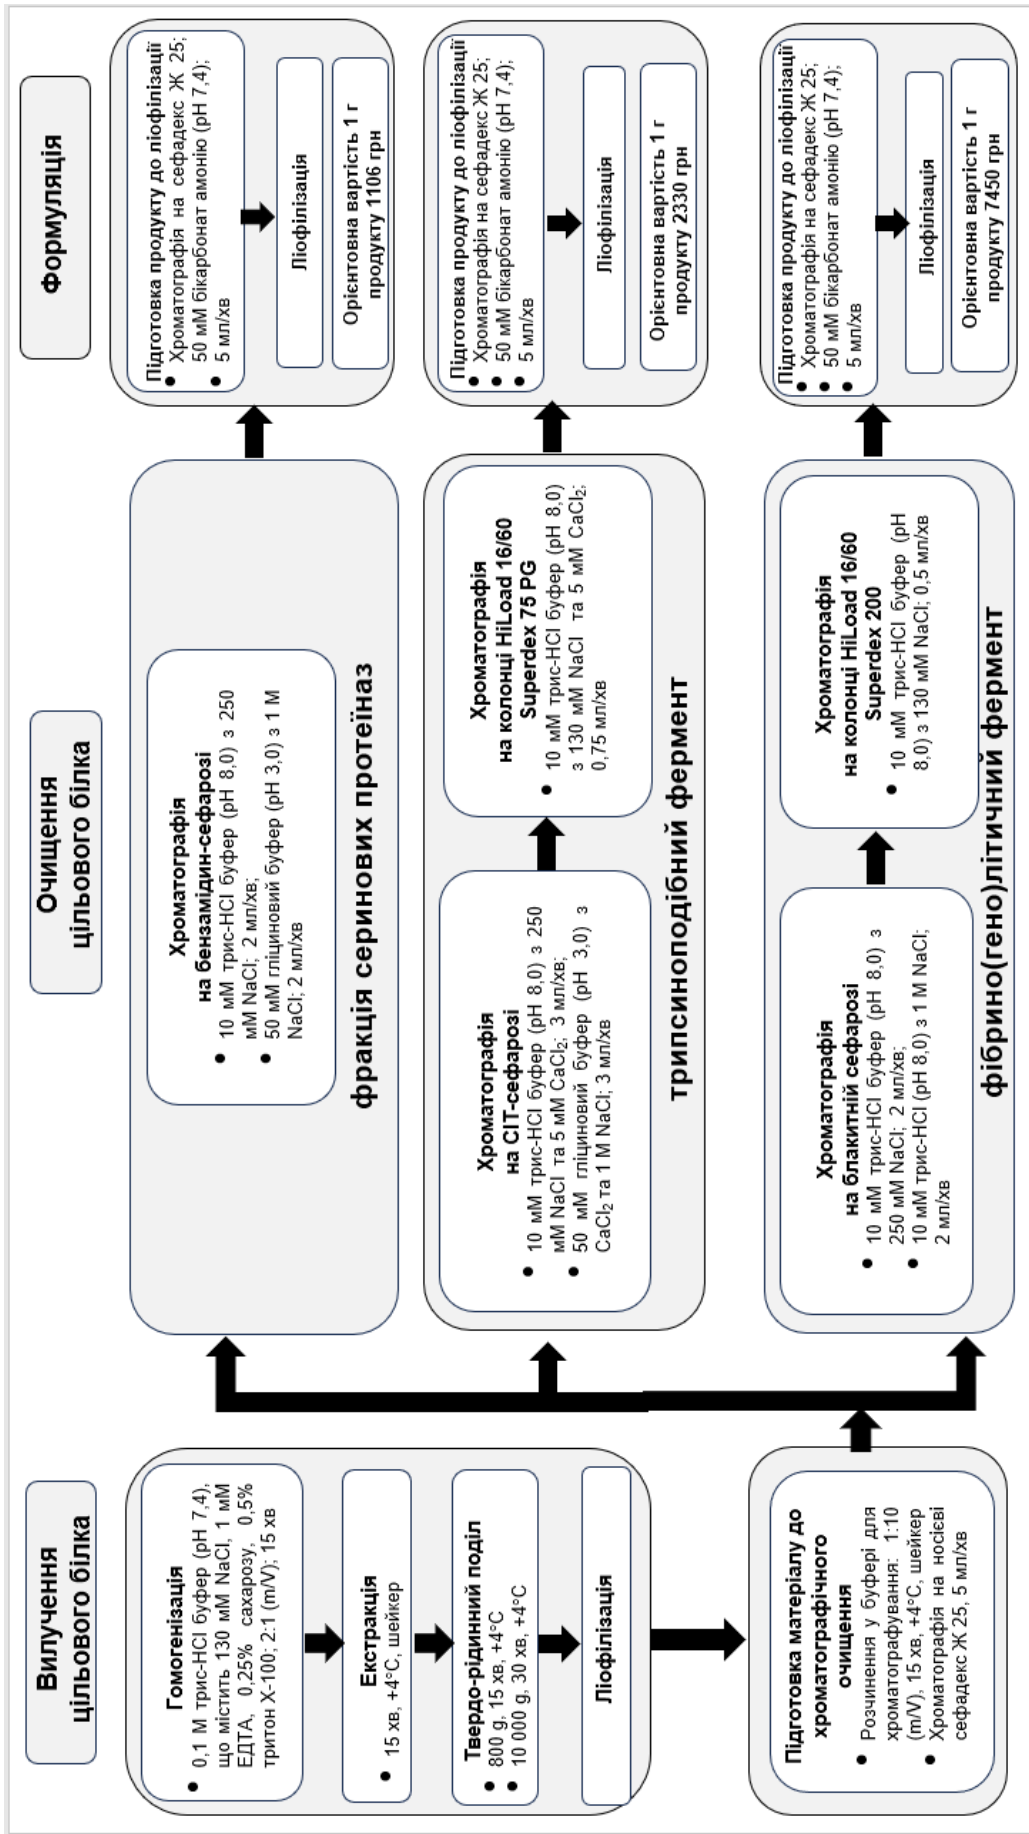 Вилучення
цільового білка
Гомогенізація
● 0,1 М трис-HCl буфер (pH 7,4),
що містить 130 мМ NaCl, 1 мМ
ЕДТА, 0,25% сахарозу, 0,5%
тритон Х-100; 2:1 (m/V); 15 хв
Екстракція
● 15 хв, +4°С, шейкер
Твердо-рідинний поділ
● 800 g, 15 хв, +4°С
● 10 000 g, 30 хв, +4°С
Ліофілізація
Підготовка матеріалу до
хроматографічного
очищення
● Розчинення у буфері для
хроматографування: 1:10
(m/V), 15 хв, +4°С, шейкер
● Хроматографія на носієві
сефадекс Ж 25, 5 мл/хв
Очищення
цільового білка
Хроматографія
на бензамідин-сефарозі
● 10 мМ трис-HCl буфер (pH 8,0) з 250
мМ NaCl; 2 мл/хв;
● 50 мМ гліциновий буфер (pH 3,0) з 1 М
NaCl; 2 мл/хв
фракція серинових протеїназ
Хроматографія
на СІТ-сефарозі
● 10 мМ трис-HCl буфер (pH 8,0) з 250
мМ NaCl та 5 мМ CaCl₂; 3 мл/хв;
● 50 мМ гліциновий буфер (pH 3,0) з
CaCl₂ та 1 М NaCl; 3 мл/хв
Хроматографія
на колонці HiLoad 16/60
Superdex 75 PG
● 10 мМ трис-HCl буфер (pH 8,0)
з 130 мМ NaCl та 5 мМ CaCl₂;
0,75 мл/хв
трипсиноподібний фермент
Хроматографія
на блакитній сефарозі
● 10 мМ трис-HCl буфер (pH 8,0) з
250 мМ NaCl; 2 мл/хв;
● 10 мМ трис-HCl (pH 8,0) з 1 М NaCl;
2 мл/хв
Хроматографія
на колонці HiLoad 16/60
Superdex 200
● 10 мМ трис-HCl буфер (pH
8,0) з 130 мМ NaCl; 0,5 мл/хв
фібрино(гено)літичний фермент
Формуляція
Підготовка продукту до ліофілізації
● Хроматографія на сефадекс Ж 25;
50 мМ бікарбонат амонію (pH 7,4);
● 5 мл/хв
Ліофілізація
Орієнтовна вартість 1 г
продукту 1106 грн
Підготовка продукту до ліофілізації
● Хроматографія на сефадекс Ж 25;
● 50 мМ бікарбонат амонію (pH 7,4);
● 5 мл/хв
Ліофілізація
Орієнтовна вартість 1 г
продукту 2330 грн
Підготовка продукту до ліофілізації
● Хроматографія на сефадекс Ж 25;
● 50 мМ бікарбонат амонію (pH 7,4);
● 5 мл/хв
Ліофілізація
Орієнтовна вартість 1 г
продукту 7450 грн